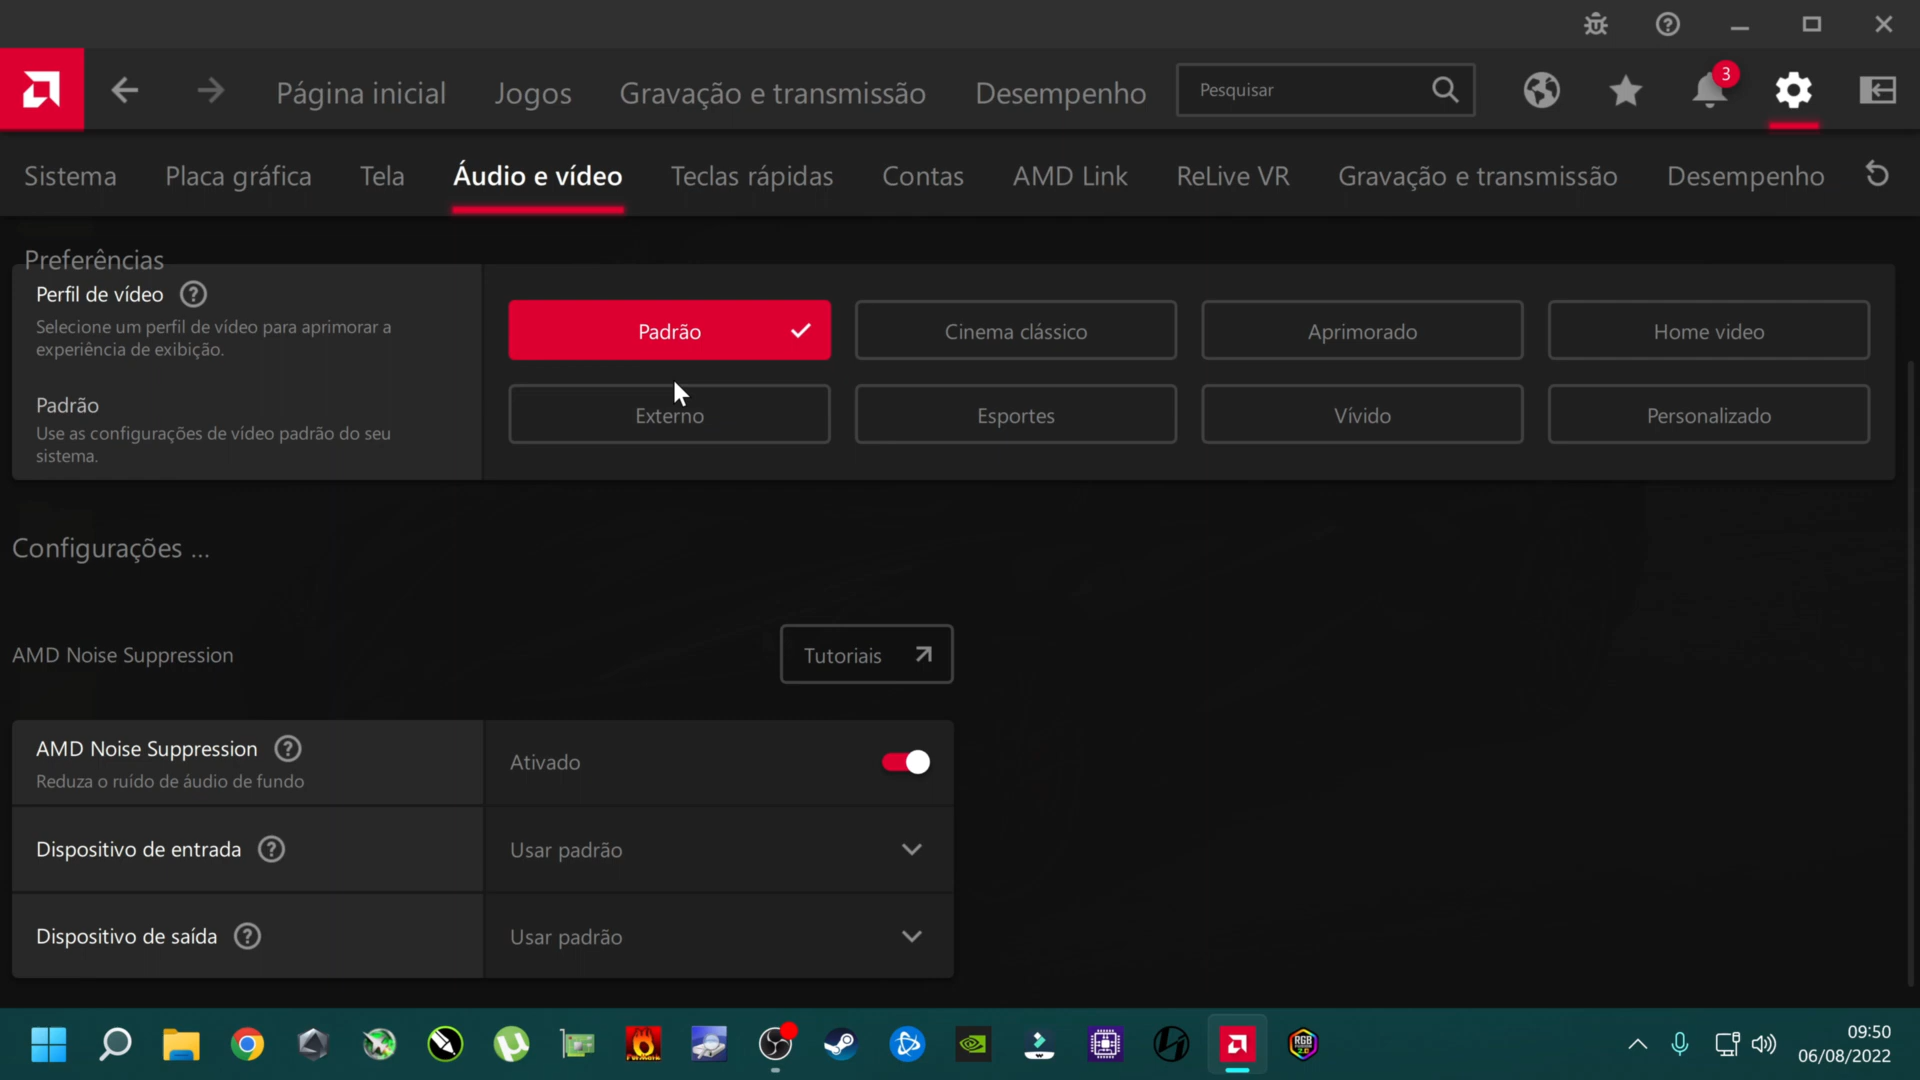 Página inicial
Jogos
Gravação e transmissão
Desempenho
Pesquisar
3
Sistema
Placa gráfica
Tela
Áudio e vídeo
Teclas rápidas
Contas
AMD Link
ReLive VR
Gravação e transmissão
Desempenho
Preferências
Perfil de vídeo
Selecione um perfil de vídeo para aprimorar a
experiência de exibição.
Padrão
Use as configurações de vídeo padrão do seu
sistema.
Padrão
Cinema clássico
Aprimorado
Home video
Externo
Esportes
Vívido
Personalizado
Configurações ...
AMD Noise Suppression
Tutoriais
AMD Noise Suppression
Reduza o ruído de áudio de fundo
Ativado
Dispositivo de entrada
Usar padrão
Dispositivo de saída
Usar padrão
RGB
2.0
09:50
06/08/2022